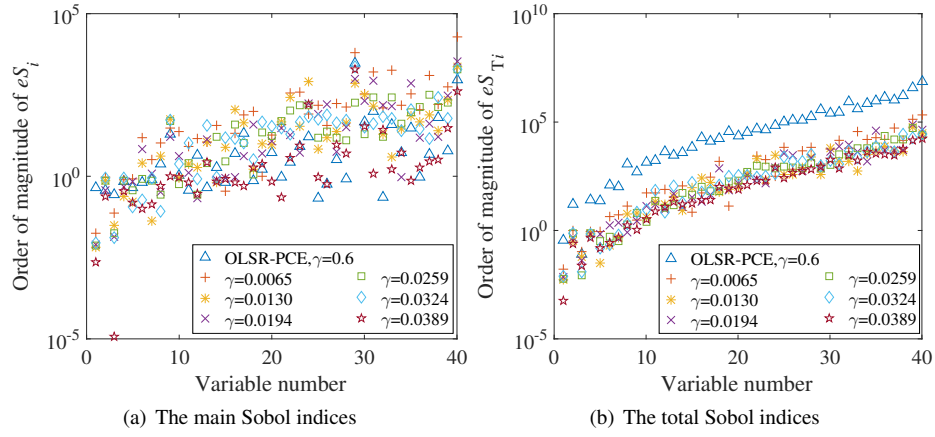 Order of magnitude of eS_i
10^5
10^0
10^-5
0 10 20 30 40
Variable number
OLSR-PCE,γ=0.6
γ=0.0065
γ=0.0130
γ=0.0194
γ=0.0259
γ=0.0324
γ=0.0389
(a) The main Sobol indices
Order of magnitude of eS_Ti
10^10
10^5
10^0
10^-5
0 10 20 30 40
Variable number
OLSR-PCE,γ=0.6
γ=0.0065
γ=0.0130
γ=0.0194
γ=0.0259
γ=0.0324
γ=0.0389
(b) The total Sobol indices